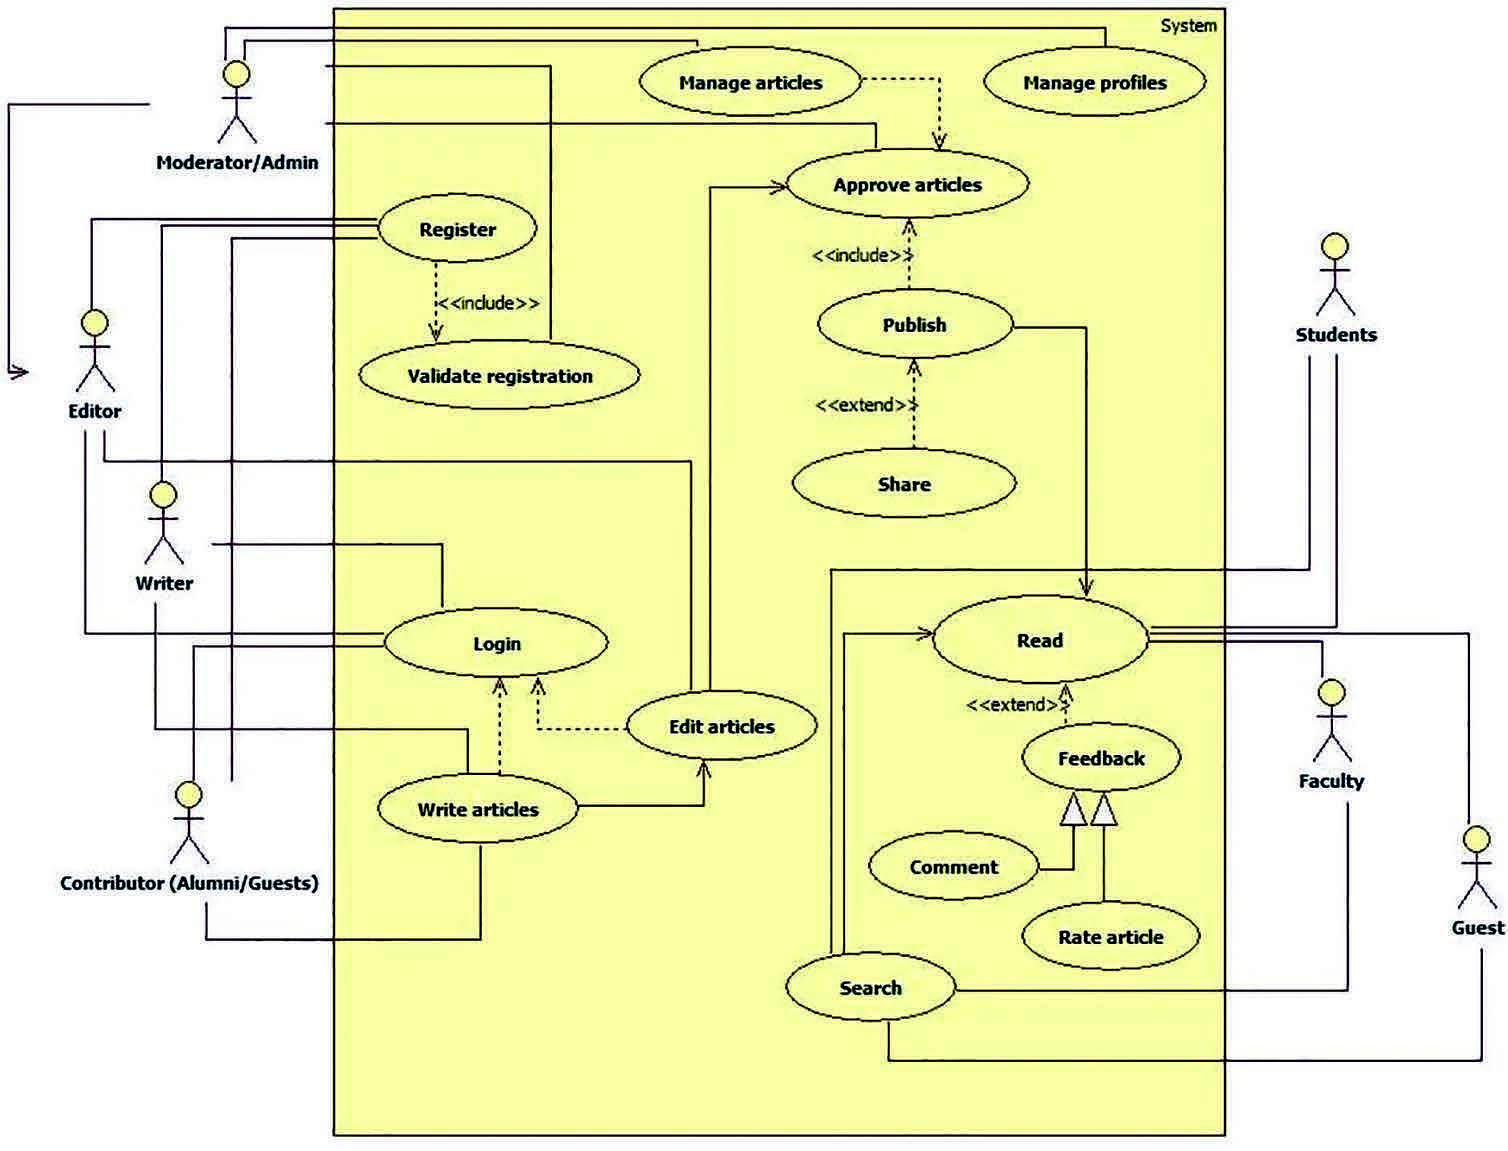 System
Manage articles
Manage profiles
Moderator/Admin
Approve articles
Register
<<include>>
<<include>>
Students
Publish
Validate registration
Editor
<<extend>>
Share
Writer
Login
Read
<<extend>>
Edit articles
Feedback
Faculty
Write articles
Comment
Contributor (Alumni/Guests)
Guest
Rate article
Search